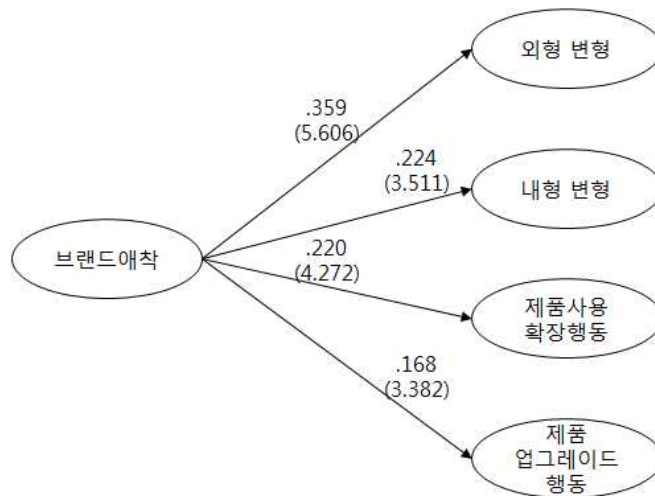 외형 변형
.359
(5.606)
.224
(3.511)
내형 변형
브랜드애착
.220
(4.272)
제품사용
확장행동
.168
(3.382)
제품
업그레이드
행동